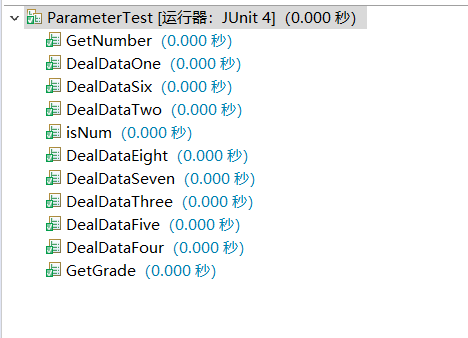 ParameterTest [运行器：JUnit 4]（0.000 秒）
GetNumber（0.000 秒）
DealDataOne（0.000 秒）
DealDataSix（0.000 秒）
DealDataTwo（0.000 秒）
isNum（0.000 秒）
DealDataEight（0.000 秒）
DealDataSeven（0.000 秒）
DealDataThree（0.000 秒）
DealDataFive（0.000 秒）
DealDataFour（0.000 秒）
GetGrade（0.000 秒）